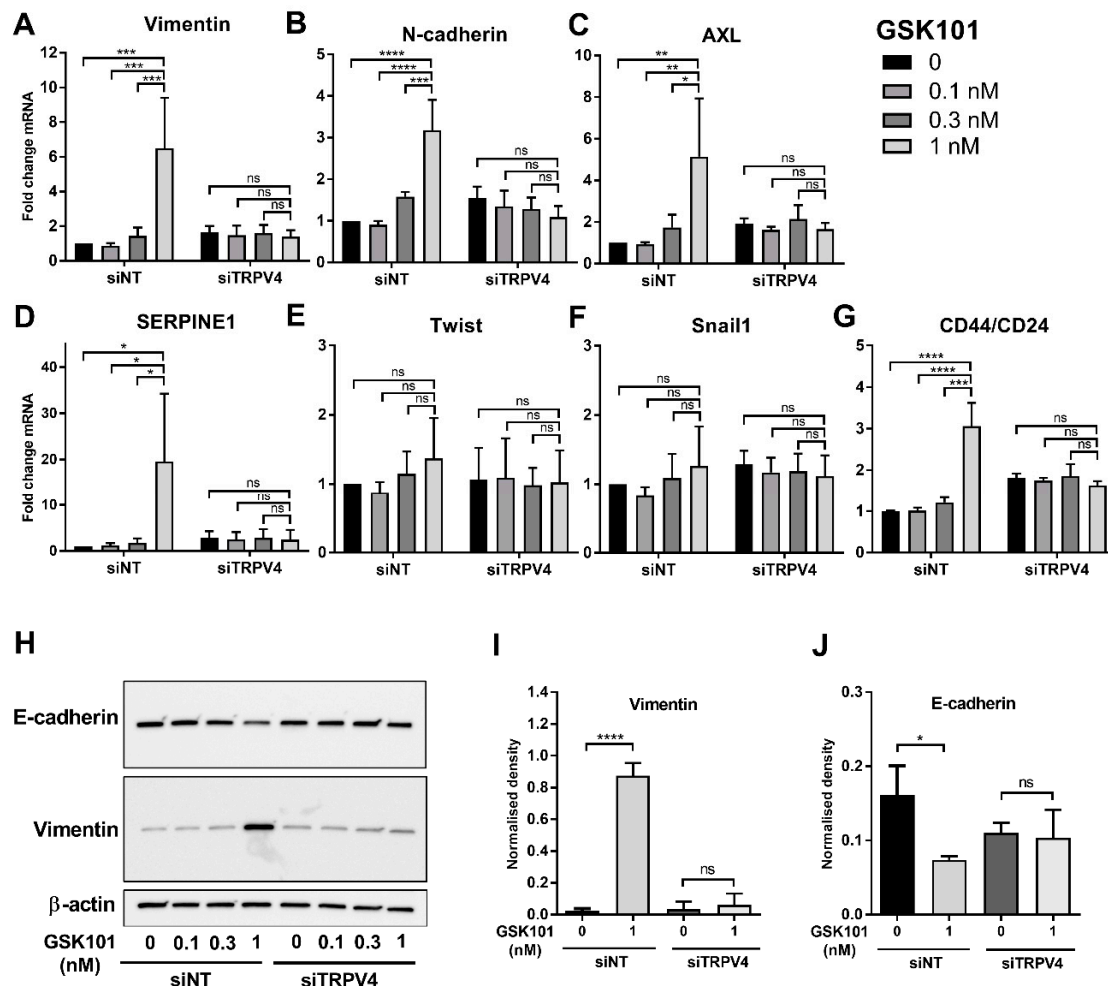 A
Vimentin
Fold change mRNA
12
10
8
6
4
2
0
***
***
***
ns
ns
ns
siNT
siTRPV4
B
N-cadherin
5
4
3
2
1
0
****
****
***
ns
ns
ns
siNT
siTRPV4
C
AXL
10
8
6
4
2
0
**
**
*
ns
ns
ns
siNT
siTRPV4
GSK101
0
0.1 nM
0.3 nM
1 nM
D
SERPINE1
Fold change mRNA
40
30
20
10
0
*
*
*
ns
ns
ns
siNT
siTRPV4
E
Twist
3
2
1
0
ns
ns
ns
ns
ns
ns
siNT
siTRPV4
F
Snail1
3
2
1
0
ns
ns
ns
ns
ns
ns
siNT
siTRPV4
G
CD44/CD24
5
4
3
2
1
0
****
****
***
ns
ns
ns
siNT
siTRPV4
H
E-cadherin
Vimentin
β-actin
GSK101 0 0.1 0.3 1 0 0.1 0.3 1
(nM)
siNT siTRPV4
I
Vimentin
Normalised density
1.4
1.2
1.0
0.8
0.6
0.4
0.2
0.0
****
ns
GSK101 0 1 0 1
(nM)
siNT siTRPV4
J
E-cadherin
Normalised density
0.3
0.2
0.1
0.0
*
ns
GSK101 0 1 0 1
(nM)
siNT siTRPV4